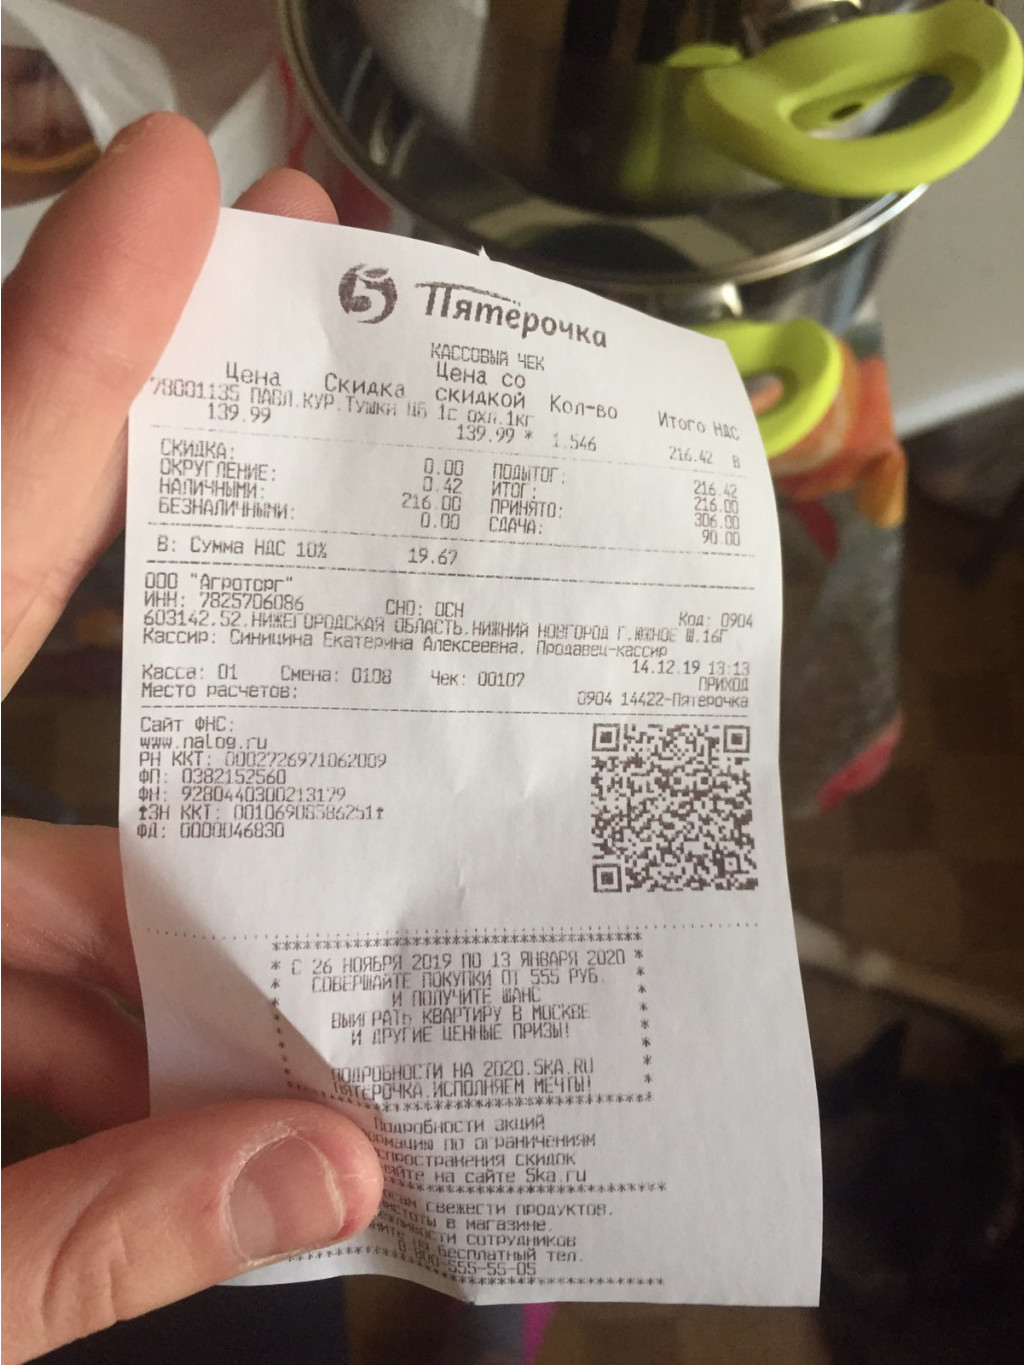 5 Пятёрочка
КАССОВЫЙ ЧЕК
Цена Скидка Цена со скидкой Кол-во Итого НДС
78001135 ПАВЛ.КУР.ТУШКИ ЦБ 1С ОХЛ.1КГ
139.99 139.99 * 1.546 216.42 В
СКИДКА: 0.00 ПОДЫТОГ: 216.42
ОКРУГЛЕНИЕ: 0.42 ИТОГ: 216.00
НАЛИЧНЫМИ: 216.00 ПРИНЯТО: 306.00
БЕЗНАЛИЧНЫМИ: 0.00 СДАЧА: 90.00
В: Сумма НДС 10% 19.67
ООО "Агроторг"
ИНН: 7825706086 СНО: ОСН Код: 0904
603142.52.НИЖЕГОРОДСКАЯ ОБЛАСТЬ.НИЖНИЙ НОВГОРОД Г.ЮЖНОЕ Ш.16Г
Кассир: Синицина Екатерина Алексеевна, Продавец-кассир
14.12.19 13:13
Касса: 01 Смена: 0108 Чек: 00107 ПРИХОД
Место расчетов: 0904 14422-Пятерочка
Сайт ФНС:
www.nalog.ru
РН ККТ: 0002726971062009
ФП: 0382152560
ФН: 9280440300213179
ЗН ККТ: 00106908586251
ФД: 0000046830
**********************************
* С 26 НОЯБРЯ 2019 ПО 13 ЯНВАРЯ 2020 *
* СОВЕРШАЙТЕ ПОКУПКИ ОТ 555 РУБ. *
* И ПОЛУЧИТЕ ШАНС *
* ВЫИГРАТЬ КВАРТИРУ В МОСКВЕ *
* И ДРУГИЕ ЦЕННЫЕ ПРИЗЫ! *
* ПОДРОБНОСТИ НА 2020.5KA.RU *
* ПЯТЕРОЧКА.ИСПОЛНЯЕМ МЕЧТЫ! *
**********************************
ПОДРОБНОСТИ АКЦИЙ
ПО ОГРАНИЧЕНИЯМ
СКИДОК
на сайте 5ka.ru
**********************************
СВЕЖЕСТИ ПРОДУКТОВ.
В МАГАЗИНЕ.
СОТРУДНИКОВ
бесплатный тел.
8-800-555-55-05
**********************************